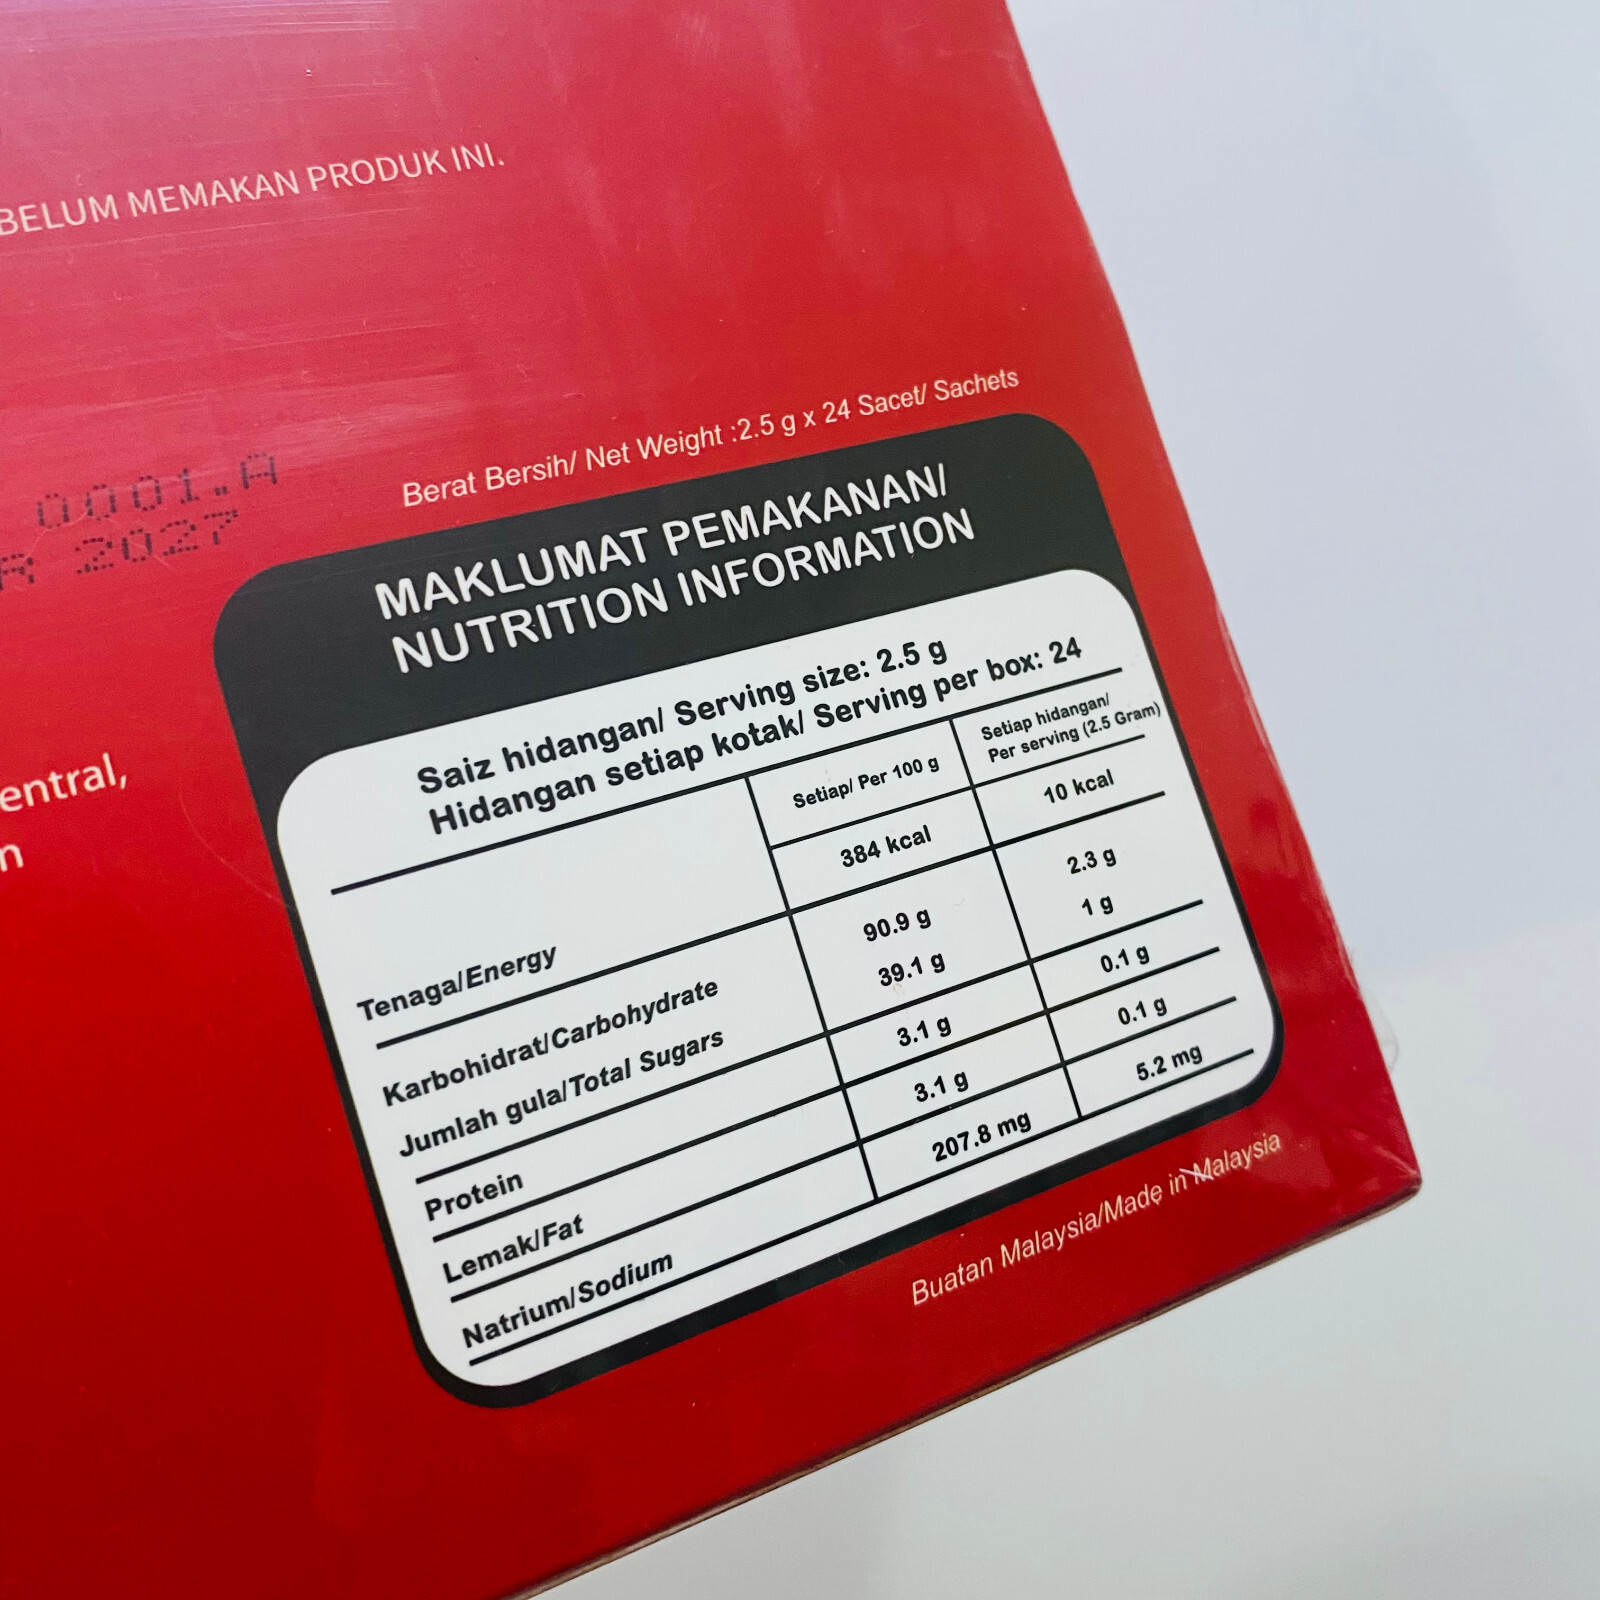 BELUM MEMAKAN PRODUK INI.
Berat Bersih/ Net Weight :2.5 g x 24 Sacet/ Sachets
0001.A
R 2027
MAKLUMAT PEMAKANAN/
NUTRITION INFORMATION
Saiz hidangan/ Serving size: 2.5 g
Hidangan setiap kotak/ Serving per box: 24
Setiap/ Per 100 g
Setiap hidangan/
Per serving (2.5 Gram)
Tenaga/Energy 384 kcal 10 kcal
Karbohidrat/Carbohydrate 90.9 g 2.3 g
Jumlah gula/Total Sugars 39.1 g 1 g
Protein 3.1 g 0.1 g
Lemak/Fat 3.1 g 0.1 g
Natrium/Sodium 207.8 mg 5.2 mg
entral,
n
Buatan Malaysia/Made in Malaysia